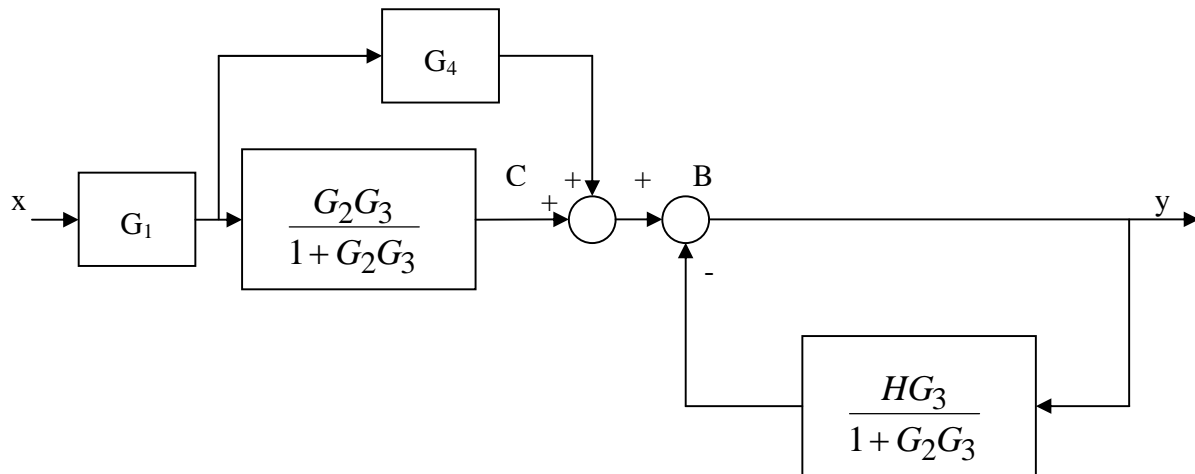 G₄
C
+
+
+
B
x
G₁
G₂G₃
1 + G₂G₃
y
-
HG₃
1 + G₂G₃